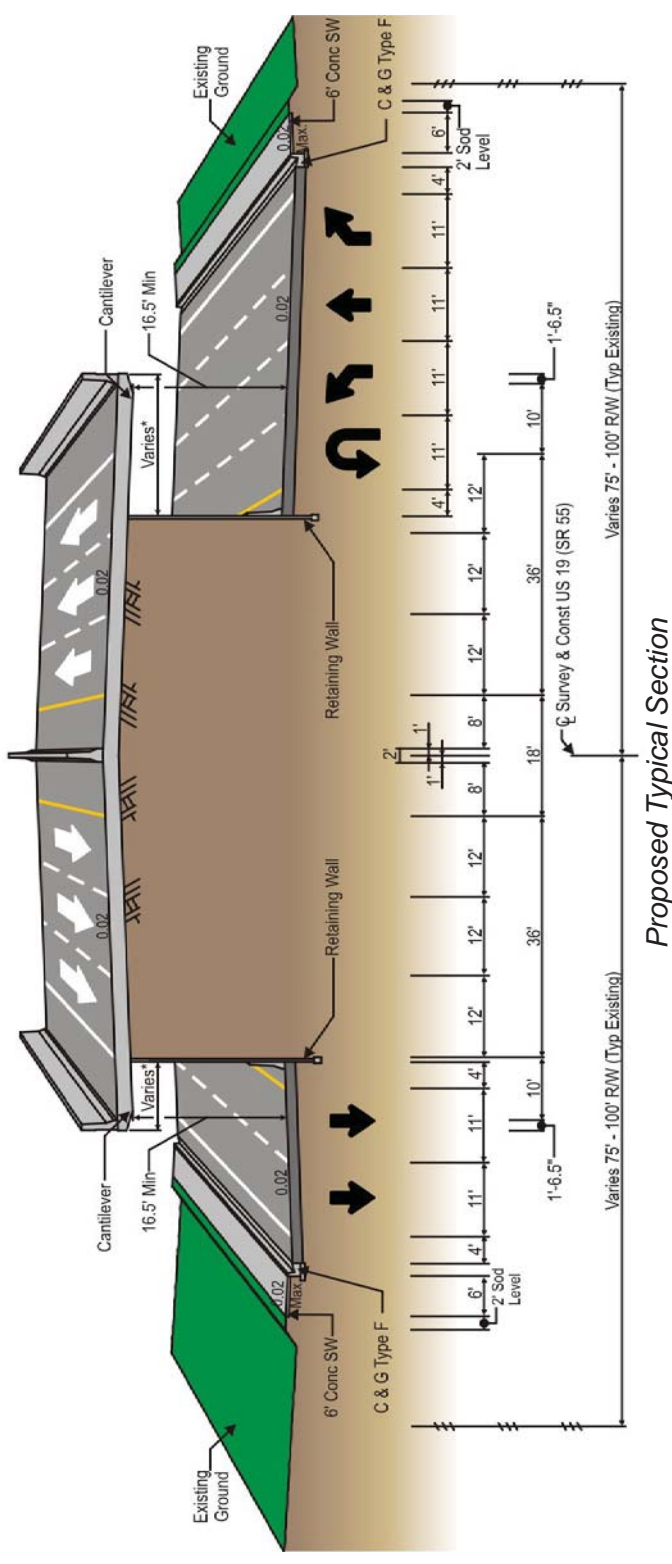 Existing
Ground
6' Conc SW
C & G Type F
0.02
Max.
0.02
16.5' Min
Cantilever
Varies*
0.02
Retaining Wall
Retaining Wall
0.02
Cantilever
Varies*
16.5' Min
0.02
0.02
Max.
6' Conc SW
C & G Type F
Existing
Ground
2' Sod
Level
6'
4'
11'
11'
4'
12'
12'
12'
8'
1'
2'
1'
8'
12'
12'
12'
4'
11'
11'
11'
11'
4'
6'
2' Sod
Level
1'-6.5"
10'
36'
18'
36'
10'
1'-6.5"
℄ Survey & Const US 19 (SR 55)
Varies 75' - 100' R/W (Typ Existing)
Varies 75' - 100' R/W (Typ Existing)
Proposed Typical Section